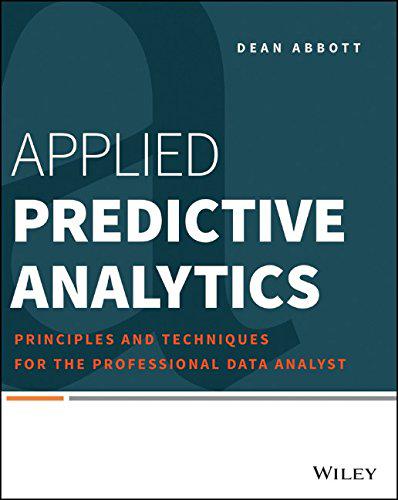 DEAN ABBOTT
APPLIED
PREDICTIVE
ANALYTICS
PRINCIPLES AND TECHNIQUES
FOR THE PROFESSIONAL DATA ANALYST
WILEY